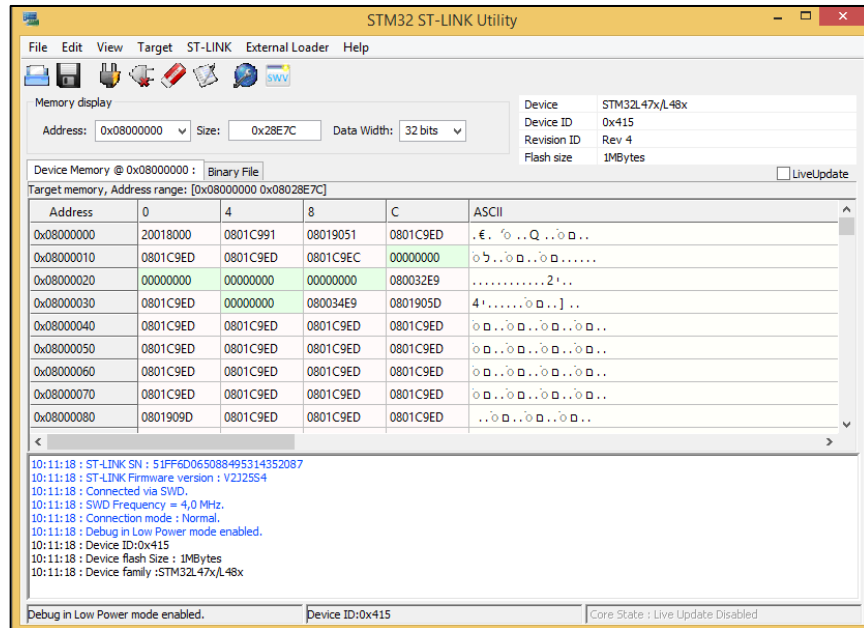 STM32 ST-LINK Utility
File Edit View Target ST-LINK External Loader Help
SWV
Memory display
Address: 0x08000000 Size: 0x28E7C Data Width: 32 bits
Device STM32L47x/L48x
Device ID 0x415
Revision ID Rev 4
Flash size 1MBytes
Device Memory @ 0x08000000 : Binary File LiveUpdate
Target memory, Address range: [0x08000000 0x08028E7C]
Address 0 4 8 C ASCII
0x08000000 20018000 0801C991 08019051 0801C9ED
0x08000010 0801C9ED 0801C9ED 0801C9EC 00000000
0x08000020 00000000 00000000 00000000 080032E9
0x08000030 0801C9ED 00000000 080034E9 0801905D
0x08000040 0801C9ED 0801C9ED 0801C9ED 0801C9ED
0x08000050 0801C9ED 0801C9ED 0801C9ED 0801C9ED
0x08000060 0801C9ED 0801C9ED 0801C9ED 0801C9ED
0x08000070 0801C9ED 0801C9ED 0801C9ED 0801C9ED
0x08000080 0801909D 0801C9ED 0801C9ED 0801C9ED
10:11:18 : ST-LINK SN : 51FF6D065088495314352087
10:11:18 : ST-LINK Firmware version : V2J25S4
10:11:18 : Connected via SWD.
10:11:18 : SWD Frequency = 4,0 MHz.
10:11:18 : Connection mode : Normal.
10:11:18 : Debug in Low Power mode enabled.
10:11:18 : Device ID:0x415
10:11:18 : Device flash Size : 1MBytes
10:11:18 : Device family :STM32L47x/L48x
Debug in Low Power mode enabled. Device ID:0x415 Core State : Live Update Disabled